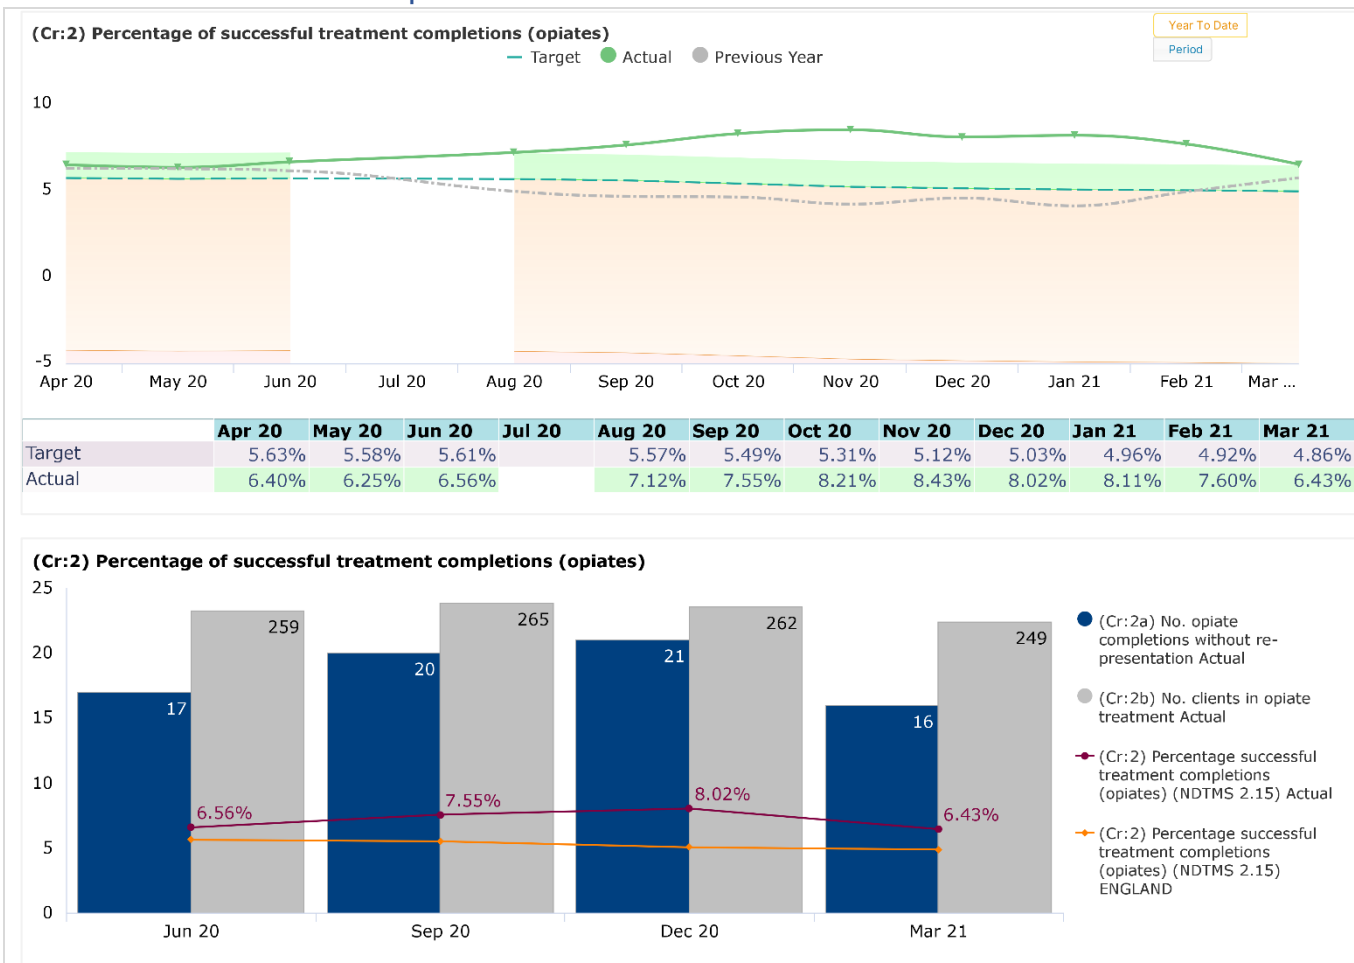 (Cr:2) Percentage of successful treatment completions (opiates)
Year To Date
Period
Target Actual Previous Year
10
5
0
-5
Apr 20 May 20 Jun 20 Jul 20 Aug 20 Sep 20 Oct 20 Nov 20 Dec 20 Jan 21 Feb 21 Mar ...
Apr 20 May 20 Jun 20 Jul 20 Aug 20 Sep 20 Oct 20 Nov 20 Dec 20 Jan 21 Feb 21 Mar 21
Target 5.63% 5.58% 5.61% 5.57% 5.49% 5.31% 5.12% 5.03% 4.96% 4.92% 4.86%
Actual 6.40% 6.25% 6.56% 7.12% 7.55% 8.21% 8.43% 8.02% 8.11% 7.60% 6.43%
(Cr:2) Percentage of successful treatment completions (opiates)
25
20
15
10
5
0
17 259 20 265 21 262 16 249
6.56% 7.55% 8.02% 6.43%
Jun 20 Sep 20 Dec 20 Mar 21
(Cr:2a) No. opiate
completions without re-
presentation Actual
(Cr:2b) No. clients in opiate
treatment Actual
(Cr:2) Percentage successful
treatment completions
(opiates) (NDTMS 2.15) Actual
(Cr:2) Percentage successful
treatment completions
(opiates) (NDTMS 2.15)
ENGLAND